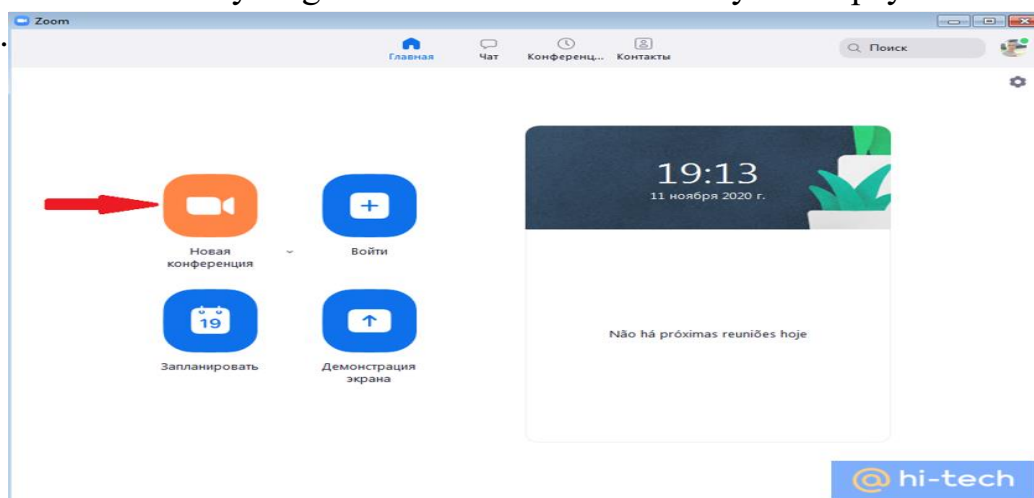 Zoom
Главная
Чат
Конференц...
Контакты
Поиск
19:13
11 ноября 2020 г.
Новая
конференция
Войти
19
Запланировать
Демонстрация
экрана
Não há próximas reuniões hoje
@ hi-tech